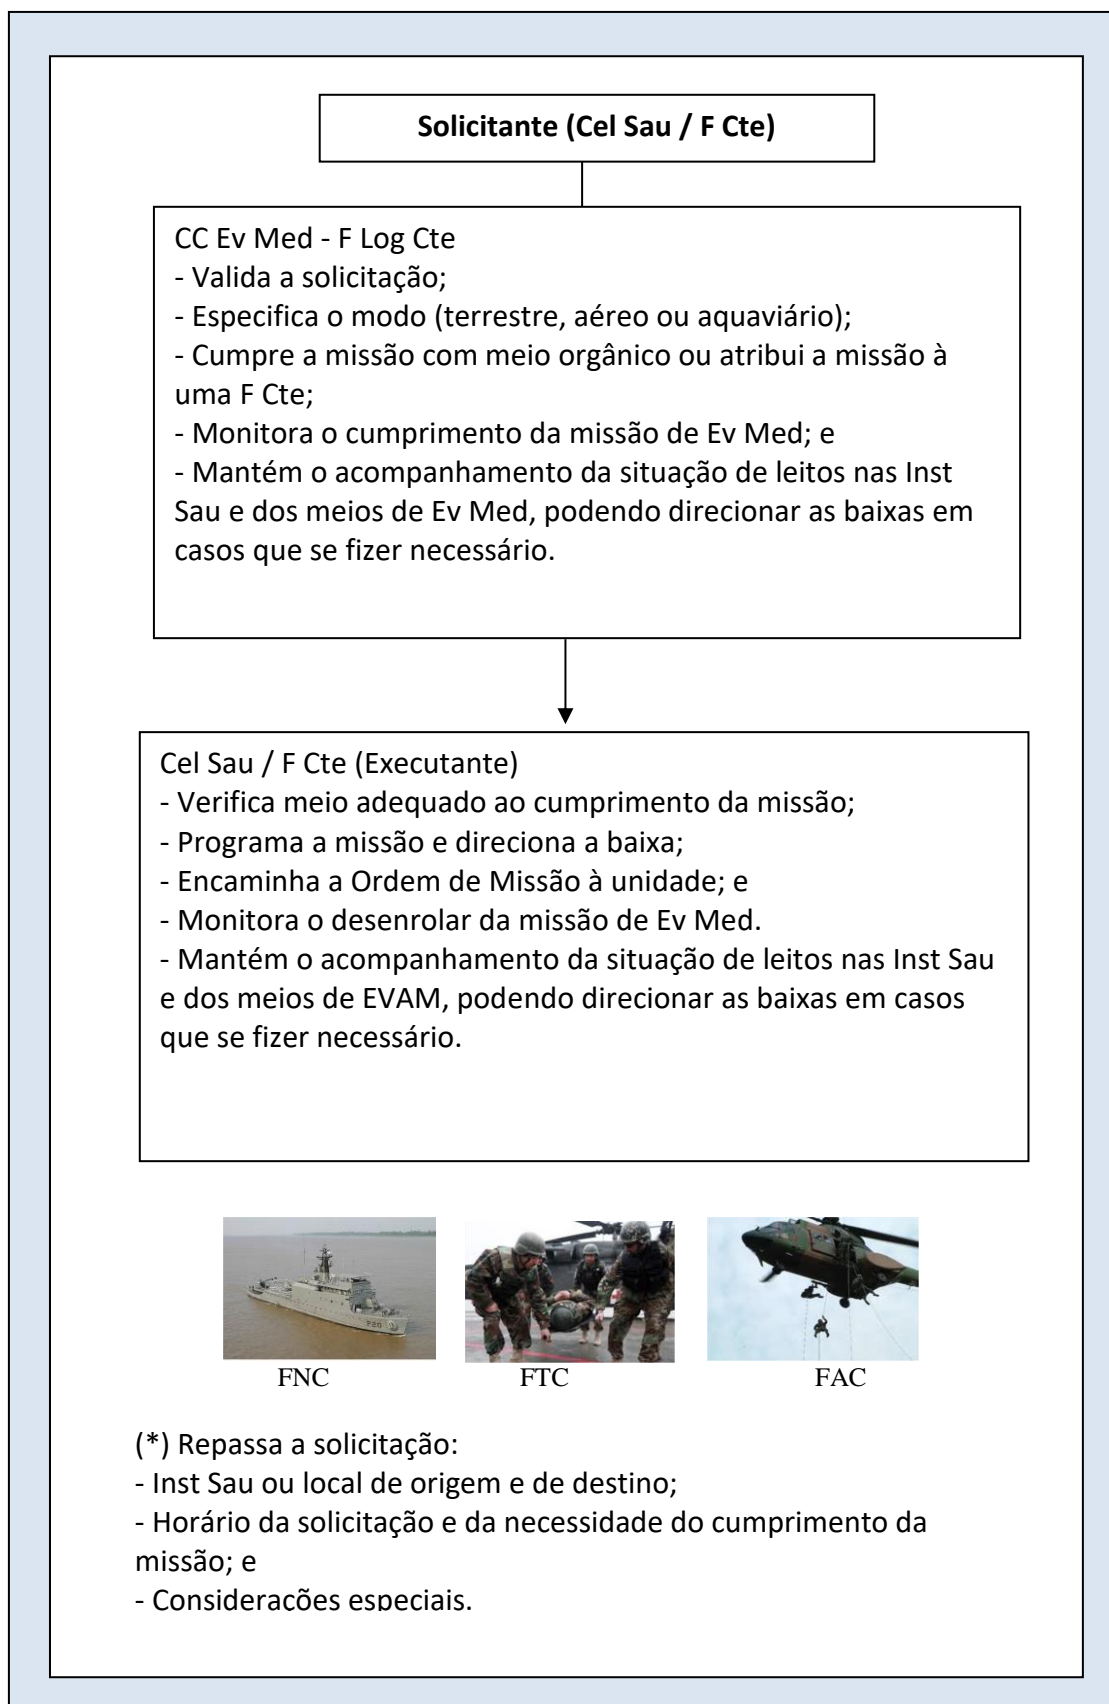 Solicitante (Cel Sau / F Cte)
CC Ev Med - F Log Cte
- Valida a solicitação;
- Especifica o modo (terrestre, aéreo ou aquaviário);
- Cumpre a missão com meio orgânico ou atribui a missão à
uma F Cte;
- Monitora o cumprimento da missão de Ev Med; e
- Mantém o acompanhamento da situação de leitos nas Inst
Sau e dos meios de Ev Med, podendo direcionar as baixas em
casos que se fizer necessário.
Cel Sau / F Cte (Executante)
- Verifica meio adequado ao cumprimento da missão;
- Programa a missão e direciona a baixa;
- Encaminha a Ordem de Missão à unidade; e
- Monitora o desenrolar da missão de Ev Med.
- Mantém o acompanhamento da situação de leitos nas Inst Sau
e dos meios de EVAM, podendo direcionar as baixas em casos
que se fizer necessário.
P20
FNC
FTC
FAC
(*) Repassa a solicitação:
- Inst Sau ou local de origem e de destino;
- Horário da solicitação e da necessidade do cumprimento da
missão; e
- Considerações especiais.